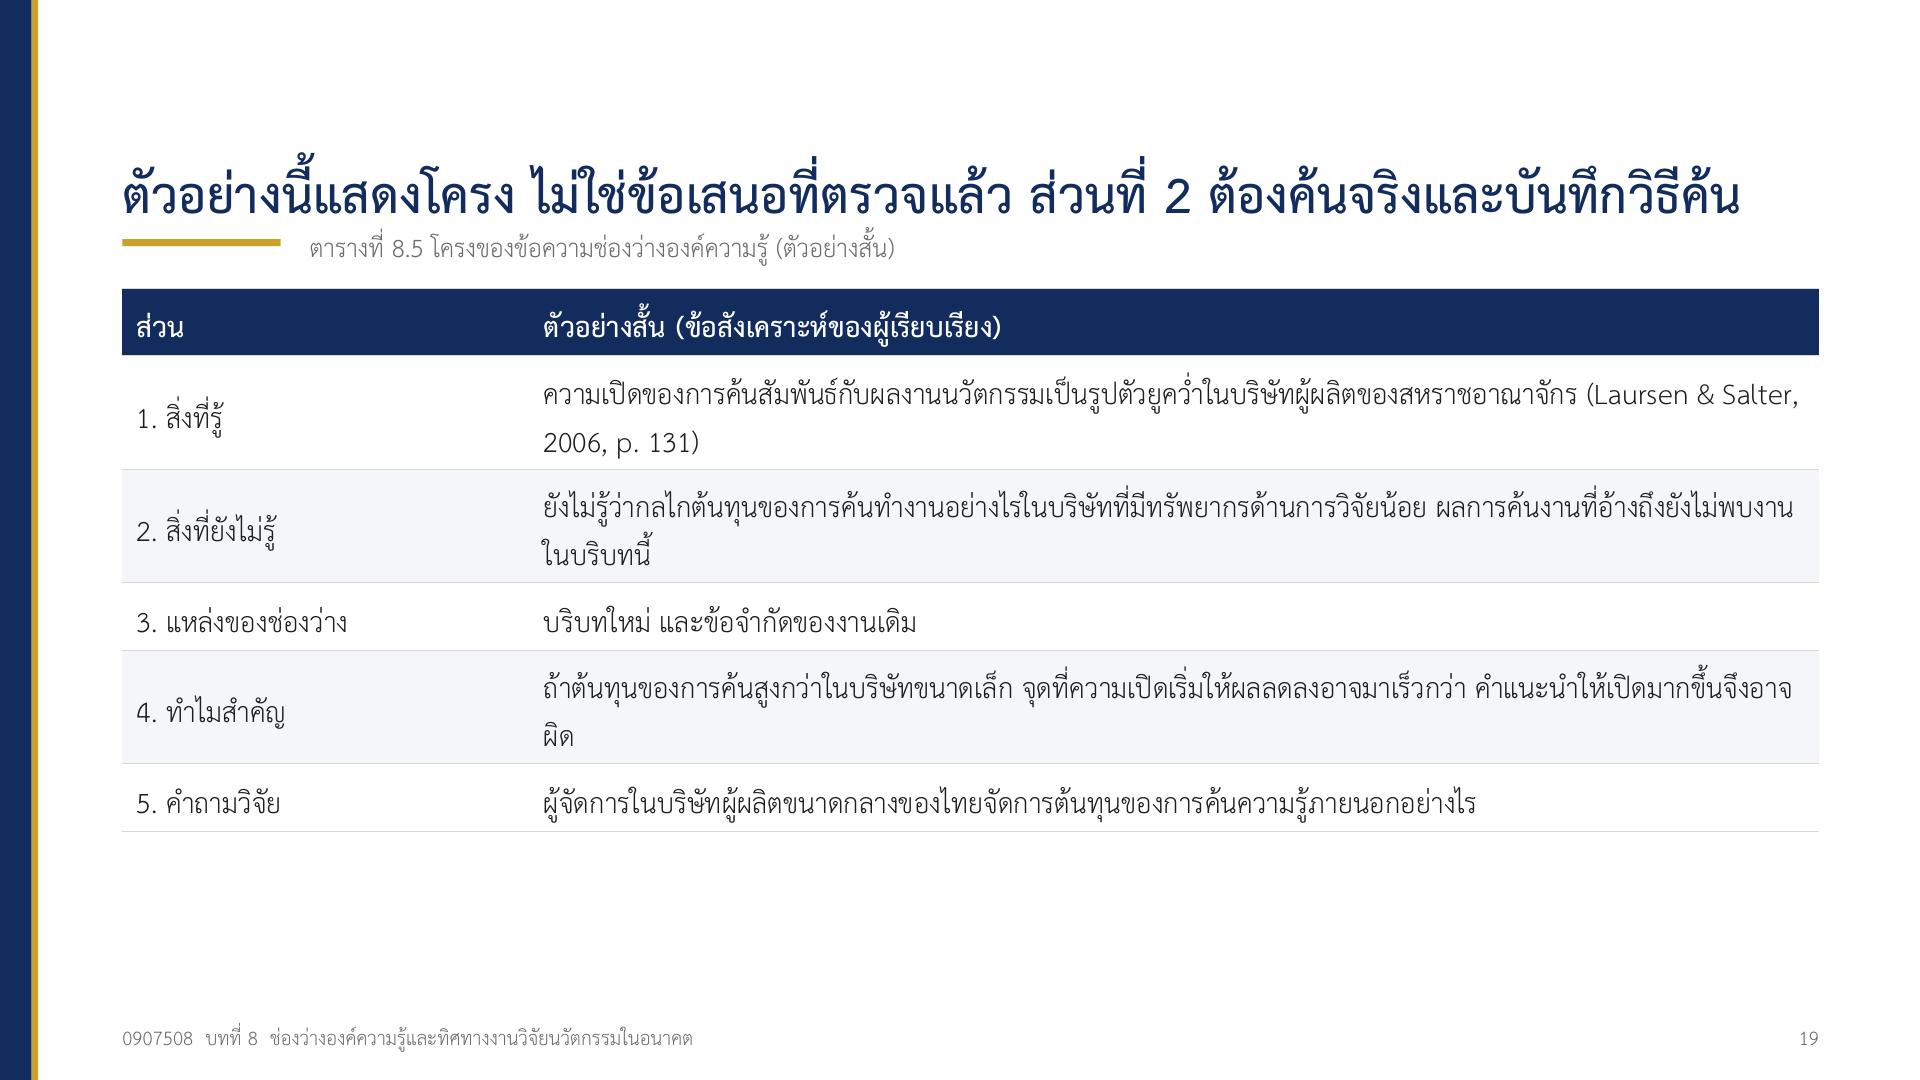 ตัวอย่างนี้แสดงโครง ไม่ใช่ข้อเสนอที่ตรวจแล้ว ส่วนที่ 2 ต้องค้นจริงและบันทึกวิธีค้น
ตารางที่ 8.5 โครงของข้อความช่องว่างองค์ความรู้ (ตัวอย่างสั้น)
ส่วน
ตัวอย่างสั้น (ข้อสังเคราะห์ของผู้เรียบเรียง)
1. สิ่งที่รู้
ความเปิดของการค้นสัมพันธ์กับผลงานนวัตกรรมเป็นรูปตัวยูคว่ำในบริษัทผู้ผลิตของสหราชอาณาจักร (Laursen & Salter,
2006, p. 131)
2. สิ่งที่ยังไม่รู้
ยังไม่รู้ว่ากลไกต้นทุนของการค้นทำงานอย่างไรในบริษัทที่มีทรัพยากรด้านการวิจัยน้อย ผลการค้นงานที่อ้างถึงยังไม่พบงาน
ในบริบทนี้
3. แหล่งของช่องว่าง
บริบทใหม่ และข้อจำกัดของงานเดิม
4. ทำไมสำคัญ
ถ้าต้นทุนของการค้นสูงกว่าในบริษัทขนาดเล็ก จุดที่ความเปิดเริ่มให้ผลลดลงอาจมาเร็วกว่า คำแนะนำให้เปิดมากขึ้นจึงอาจ
ผิด
5. คำถามวิจัย
ผู้จัดการในบริษัทผู้ผลิตขนาดกลางของไทยจัดการต้นทุนของการค้นความรู้ภายนอกอย่างไร
0907508 บทที่ 8 ช่องว่างองค์ความรู้และทิศทางงานวิจัยนวัตกรรมในอนาคต
19